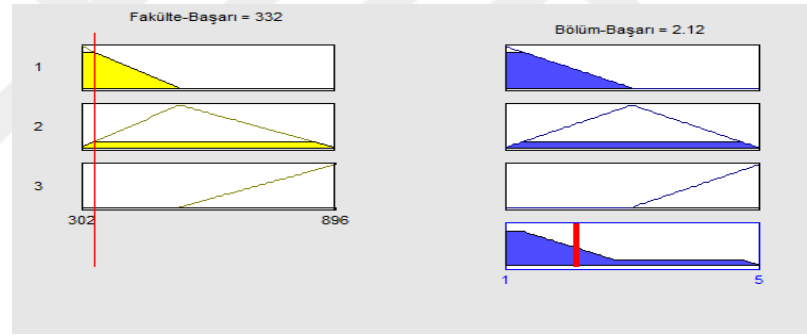 Fakülte-Başarı = 332
Bölüm-Başarı = 2.12
1
2
3
302 896
1 5